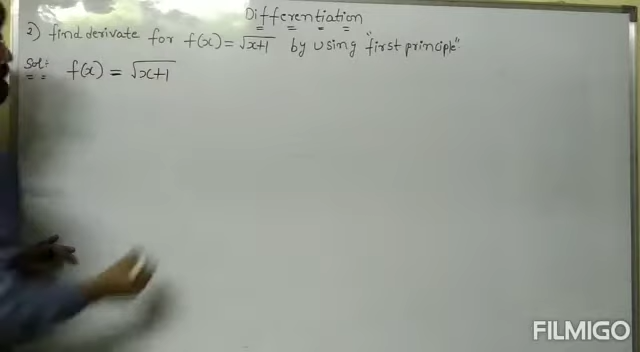 Differentiation
2) find derivate for f(x) = √x+1 by using "first principle".
Sol: f(x) = √x+1
FILMIGO